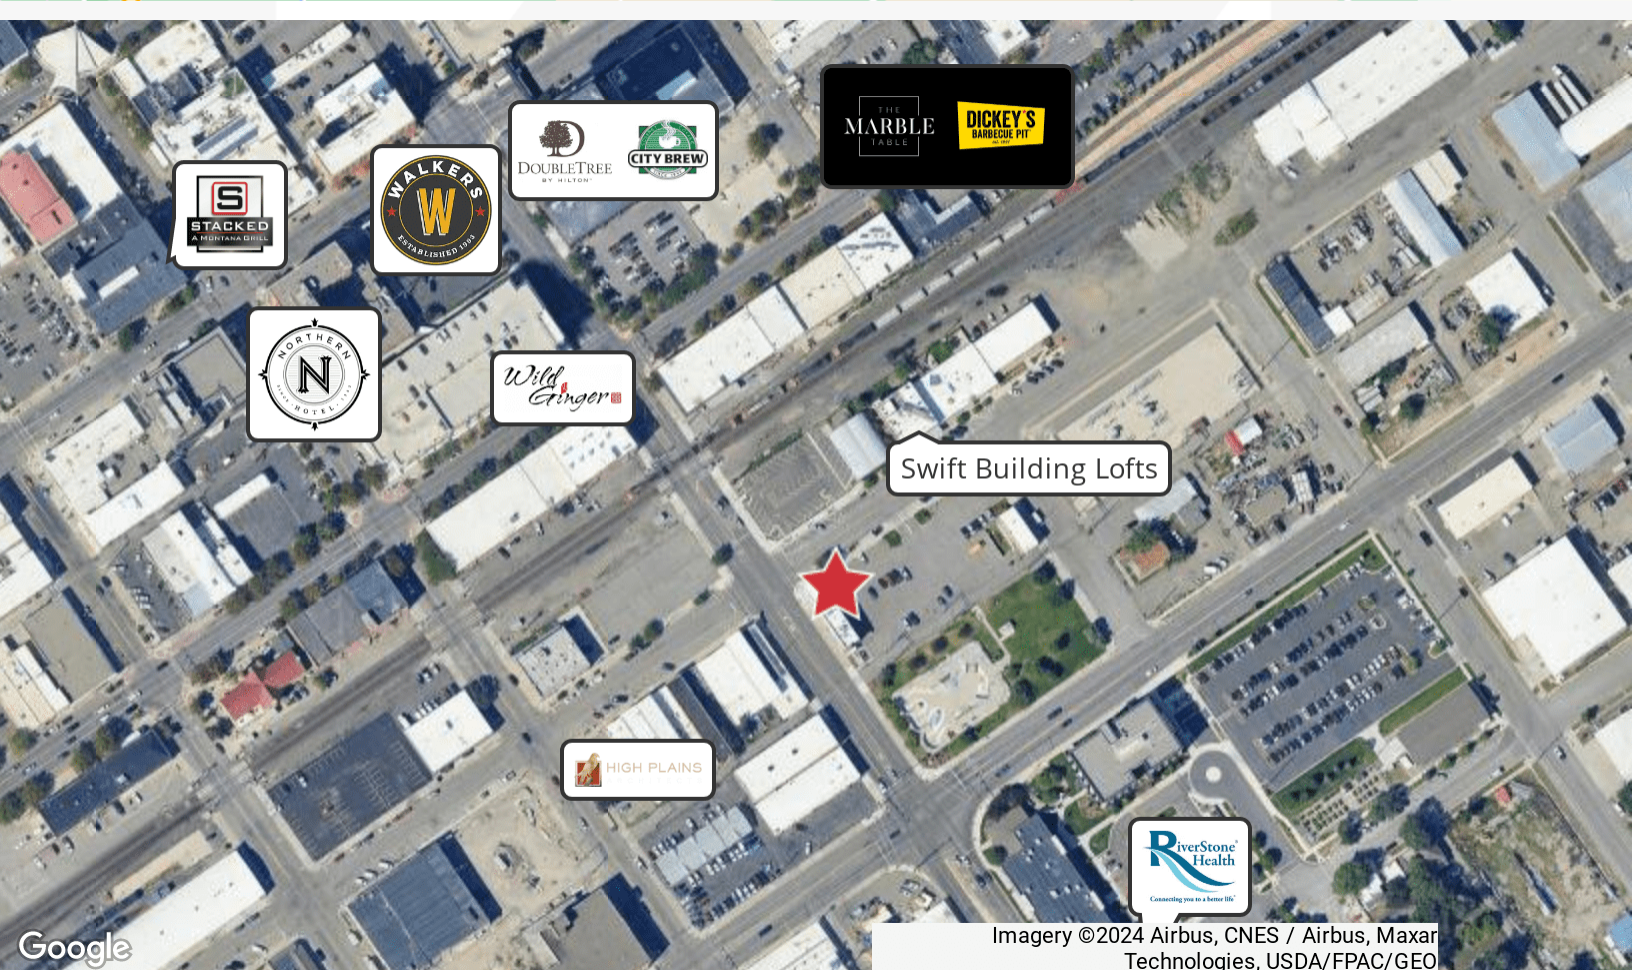 THE
MARBLE
TABLE
DICKEY'S
BARBECUE PIT
DOUBLETREE
BY HILTON
CITY BREW
WALKERS
W
ESTABLISHED 1993
S
STACKED
A MONTANA GRILL
NORTHERN
N
HOTEL
Wild
Ginger
Swift Building Lofts
HIGH PLAINS
RiverStone
Health
Connecting you to a better life
Google
Imagery ©2024 Airbus, CNES / Airbus, Maxar
Technologies, USDA/FPAC/GEO